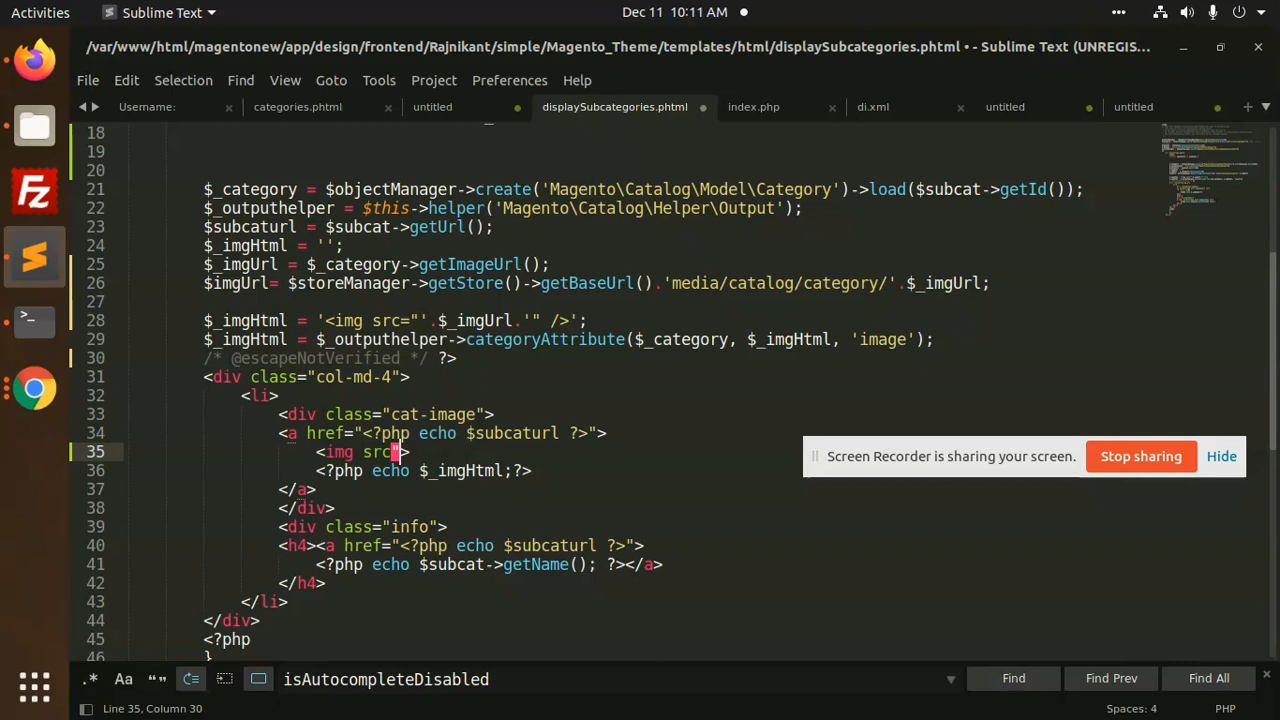 Activities Sublime Text Dec 11 10:11 AM
/var/www/html/magentonew/app/design/frontend/Rajnikant/simple/Magento_Theme/templates/html/displaySubcategories.phtml • - Sublime Text (UNREGIS...
File Edit Selection Find View Goto Tools Project Preferences Help
Username: categories.phtml untitled displaySubcategories.phtml index.php di.xml untitled untitled
18
19
20
21 $_category = $objectManager->create('Magento\Catalog\Model\Category')->load($subcat->getId());
22 $_outputhelper = $this->helper('Magento\Catalog\Helper\Output');
23 $subcaturl = $subcat->getUrl();
24 $_imgHtml = '';
25 $_imgUrl = $_category->getImageUrl();
26 $imgUrl= $storeManager->getStore()->getBaseUrl().'media/catalog/category/'.$_imgUrl;
27
28 $_imgHtml = '<img src="'.$_imgUrl.'" />';
29 $_imgHtml = $_outputhelper->categoryAttribute($_category, $_imgHtml, 'image');
30 /* @escapeNotVerified */ ?>
31 <div class="col-md-4">
32 <li>
33 <div class="cat-image">
34 <a href="<?php echo $subcaturl ?>">
35 <img src">
Screen Recorder is sharing your screen. Stop sharing Hide
36 <?php echo $_imgHtml;?>
37 </a>
38 </div>
39 <div class="info">
40 <h4><a href="<?php echo $subcaturl ?>">
41 <?php echo $subcat->getName(); ?></a>
42 </h4>
43 </li>
44 </div>
45 <?php
46 }
.* Aa “” isAutocompleteDisabled Find Find Prev Find All
Line 35, Column 30 Spaces: 4 PHP